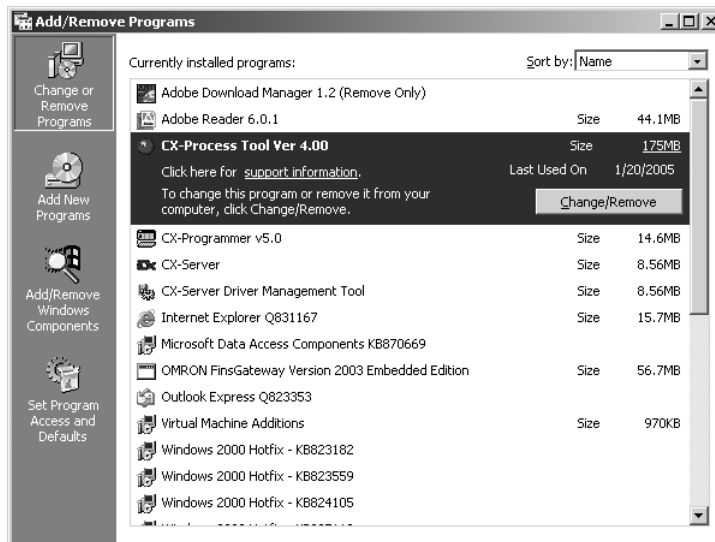 Add/Remove Programs
Change or
Remove
Programs
Add New
Programs
Add/Remove
Windows
Components
Set Program
Access and
Defaults
Currently installed programs:
Sort by: Name
Adobe Download Manager 1.2 (Remove Only)
Adobe Reader 6.0.1 Size 44.1MB
CX-Process Tool Ver 4.00 Size 175MB
Click here for support information. Last Used On 1/20/2005
To change this program or remove it from your
computer, click Change/Remove.
Change/Remove
CX-Programmer v5.0 Size 14.6MB
CX-Server Size 8.56MB
CX-Server Driver Management Tool Size 8.56MB
Internet Explorer Q831167 Size 15.7MB
Microsoft Data Access Components KB870669
OMRON FinsGateway Version 2003 Embedded Edition Size 56.7MB
Outlook Express Q823353
Virtual Machine Additions Size 970KB
Windows 2000 Hotfix - KB823182
Windows 2000 Hotfix - KB823559
Windows 2000 Hotfix - KB824105